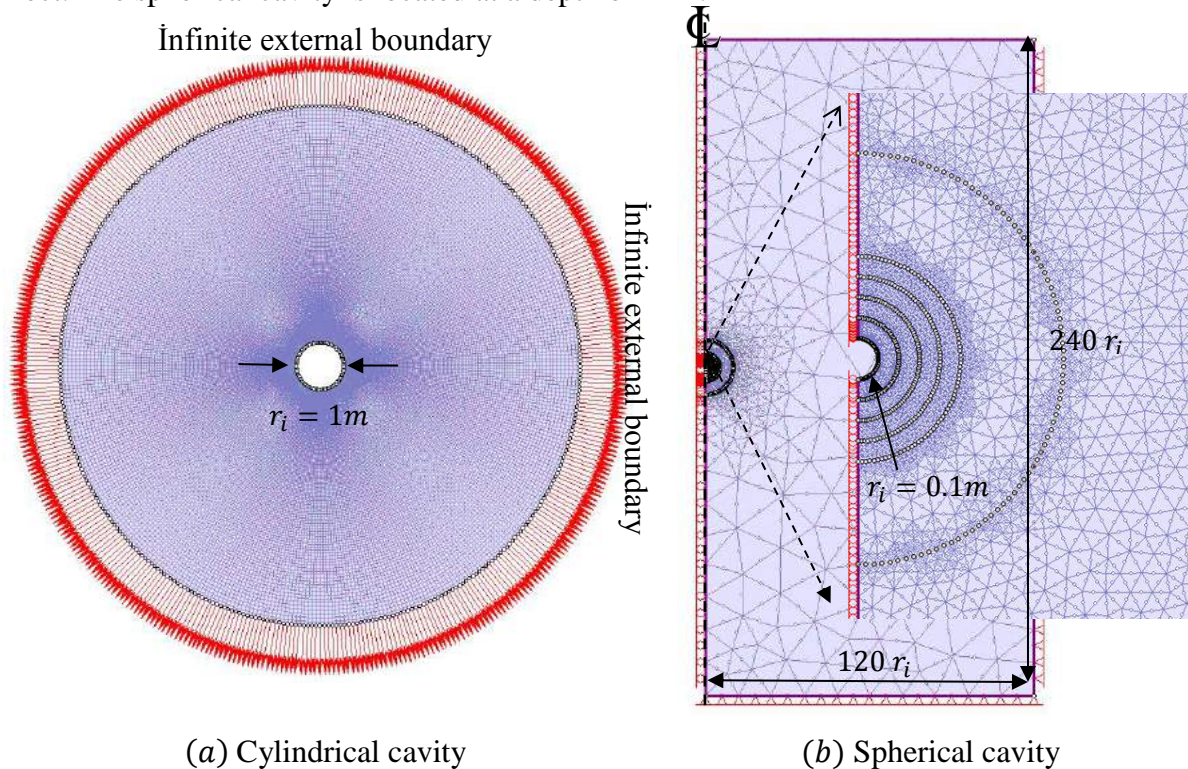 İnfinite external boundary
℄
İnfinite external boundary
r_i = 1m
240 r_i
r_i = 0.1m
120 r_i
(a) Cylindrical cavity
(b) Spherical cavity